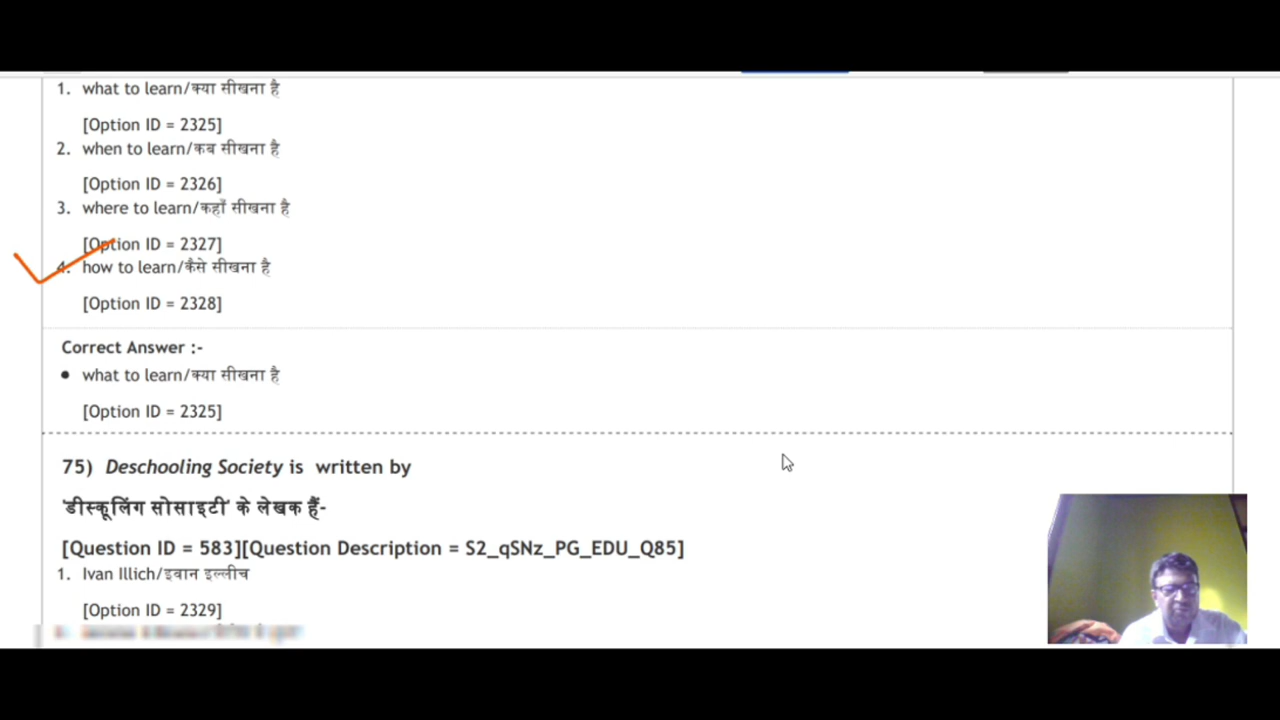 1. what to learn/क्या सीखना है
[Option ID = 2325]
2. when to learn/कब सीखना है
[Option ID = 2326]
3. where to learn/कहाँ सीखना है
[Option ID = 2327]
4. how to learn/कैसे सीखना है
[Option ID = 2328]
Correct Answer :-
• what to learn/क्या सीखना है
[Option ID = 2325]
75) Deschooling Society is written by
'डीस्कूलिंग सोसाइटी' के लेखक हैं-
[Question ID = 583][Question Description = S2_qSNz_PG_EDU_Q85]
1. Ivan Illich/इवान इल्लीच
[Option ID = 2329]